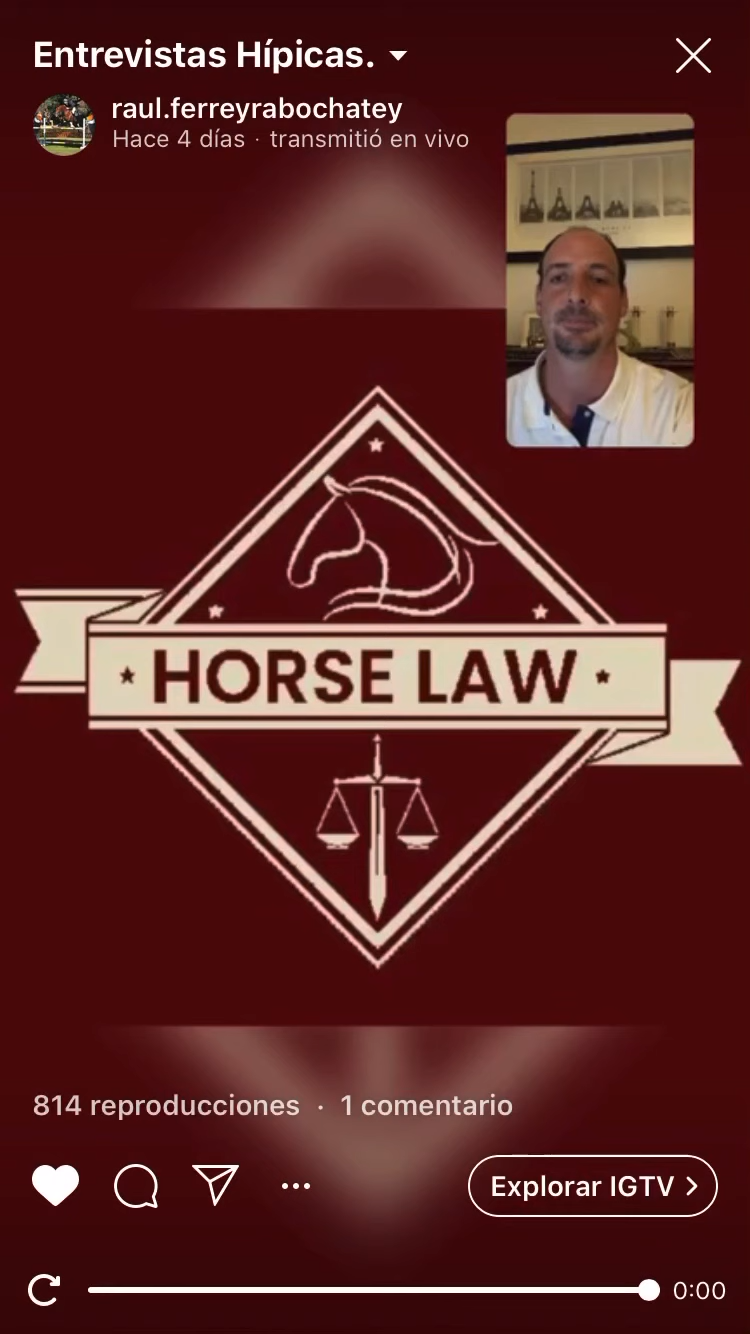 Entrevistas Hípicas.
raul.ferreyrabochatey
Hace 4 días · transmitió en vivo
HORSE LAW
814 reproducciones · 1 comentario
Explorar IGTV
0:00